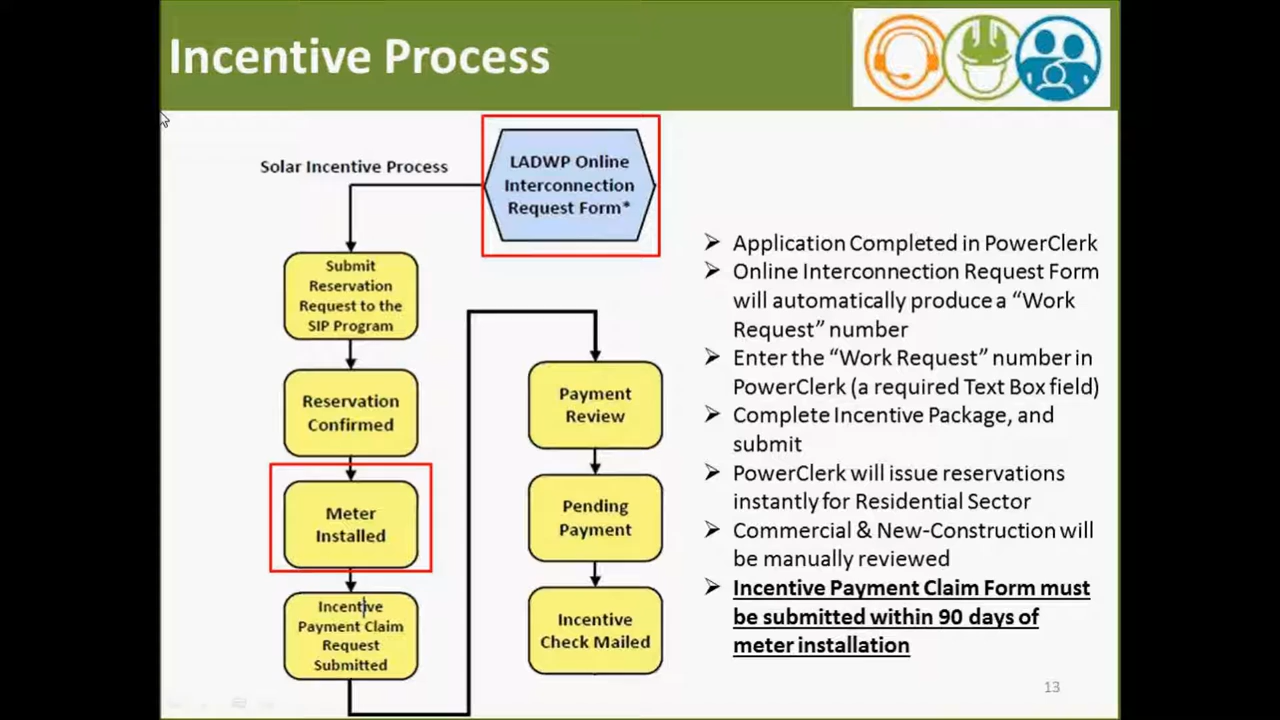 Incentive Process
Solar Incentive Process
LADWP Online
Interconnection
Request Form*
Submit
Reservation
Request to the
SIP Program
Reservation
Confirmed
Meter
Installed
Incentive
Payment Claim
Request
Submitted
Payment
Review
Pending
Payment
Incentive
Check Mailed
➢ Application Completed in PowerClerk
➢ Online Interconnection Request Form
will automatically produce a “Work
Request” number
➢ Enter the “Work Request” number in
PowerClerk (a required Text Box field)
➢ Complete Incentive Package, and
submit
➢ PowerClerk will issue reservations
instantly for Residential Sector
➢ Commercial & New-Construction will
be manually reviewed
➢ Incentive Payment Claim Form must
be submitted within 90 days of
meter installation
13